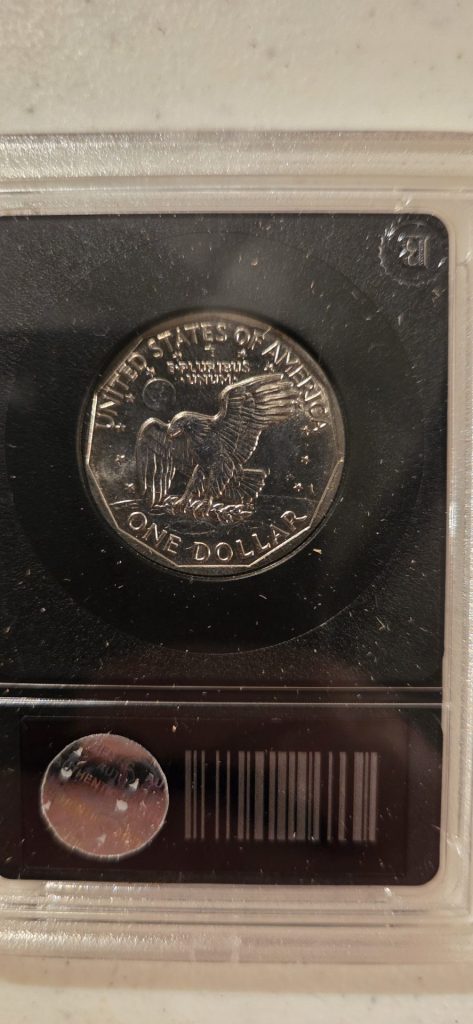 B
UNITED STATES OF AMERICA
E·PLURIBUS
UNUM
ONE DOLLAR